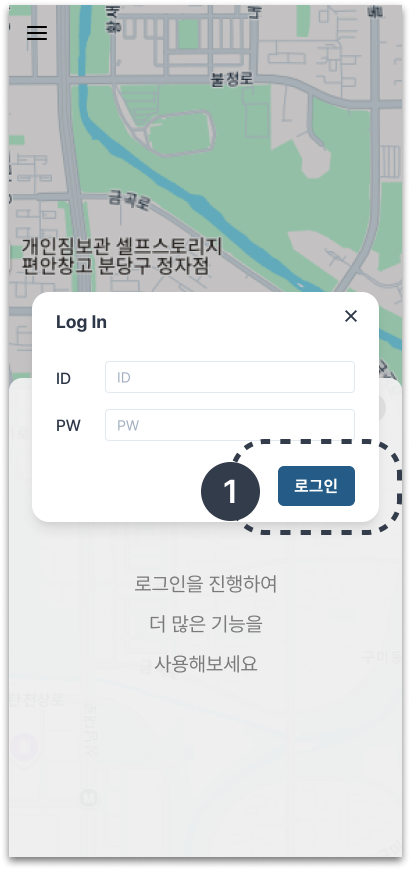 황새
내
불정로
금곡로
개인짐보관 셀프스토리지
편안창고 분당구 정자점
Log In
ID
ID
PW
PW
1
로그인
로그인을 진행하여
더 많은 기능을
사용해보세요